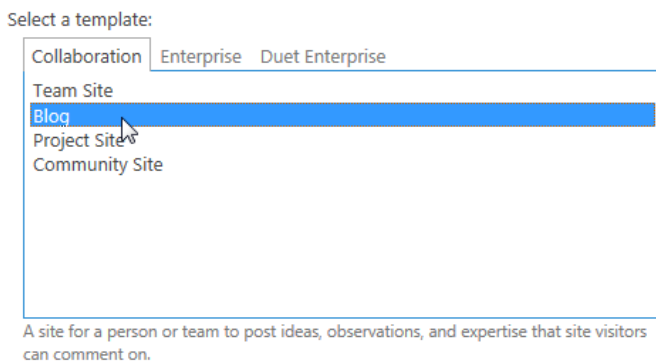 Select a template:
Collaboration Enterprise Duet Enterprise
Team Site
Blog
Project Site
Community Site
A site for a person or team to post ideas, observations, and expertise that site visitors
can comment on.